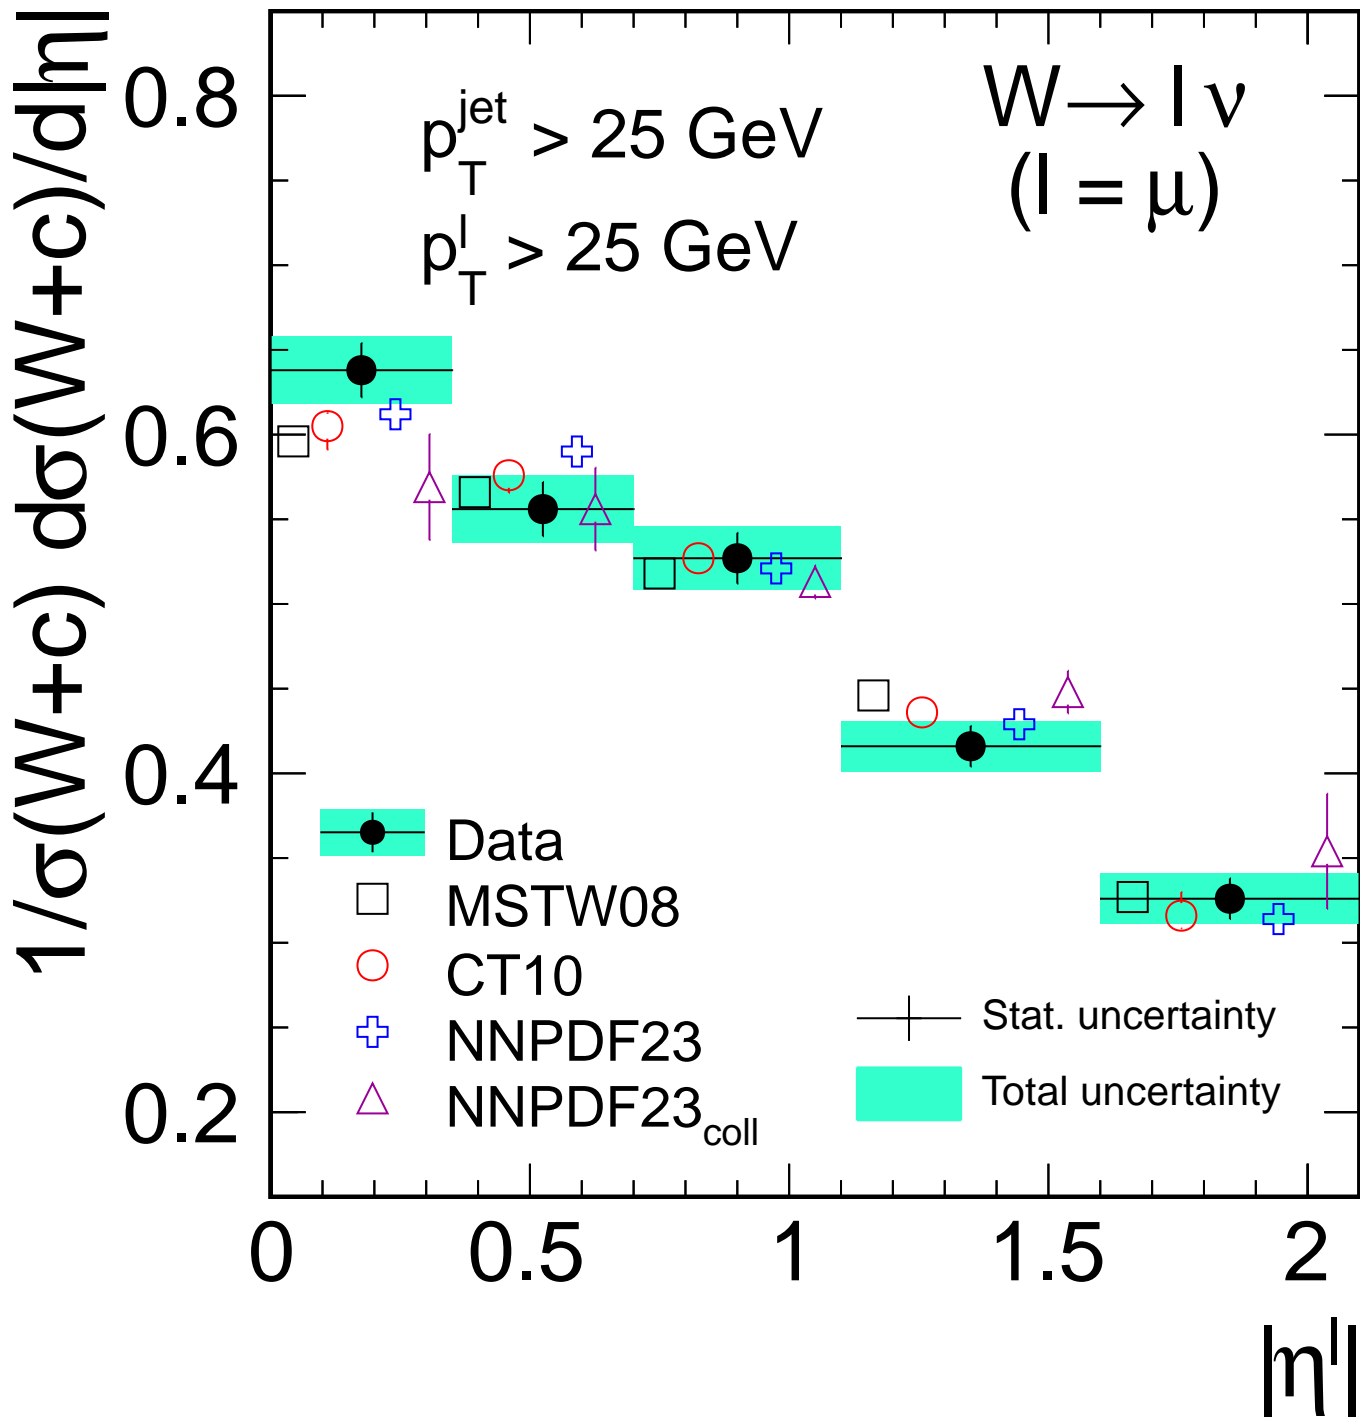 1/σ(W+c) dσ(W+c)/d|η|
0.8
0.6
0.4
0.2
p_T^jet > 25 GeV
p_T^l > 25 GeV
W → l ν
(l = μ)
Data
MSTW08
CT10
NNPDF23
NNPDF23_coll
Stat. uncertainty
Total uncertainty
0 0.5 1 1.5 2
|η^l|